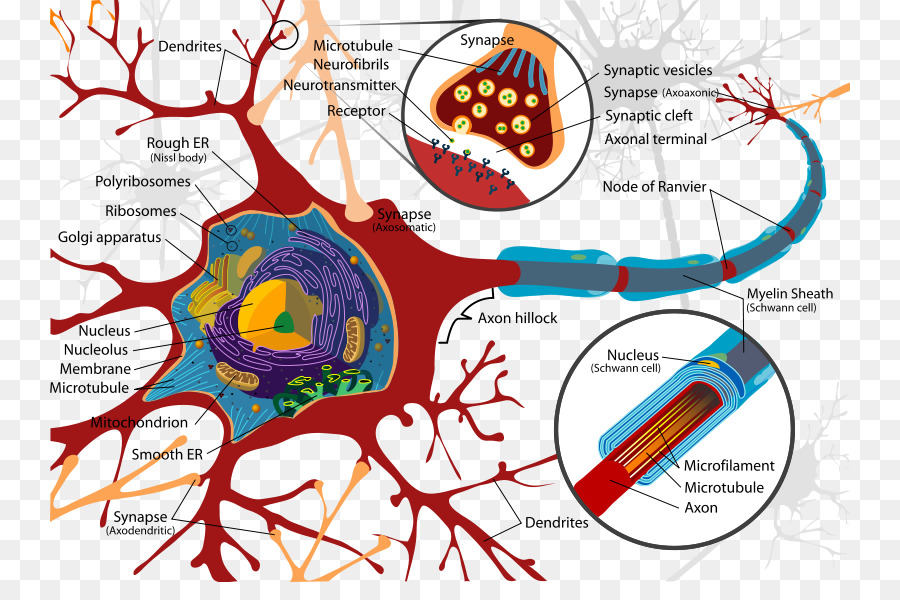 Dendrites
Microtubule
Neurofibrils
Neurotransmitter
Receptor
Synapse
Synaptic vesicles
Synapse (Axoaxonic)
Synaptic cleft
Axonal terminal
Rough ER
(Nissl body)
Polyribosomes
Ribosomes
Golgi apparatus
Synapse
(Axosomatic)
Node of Ranvier
Myelin Sheath
(Schwann cell)
Axon hillock
Nucleus
Nucleolus
Membrane
Microtubule
Mitochondrion
Smooth ER
Synapse
(Axodendritic)
Dendrites
Nucleus
(Schwann cell)
Microfilament
Microtubule
Axon